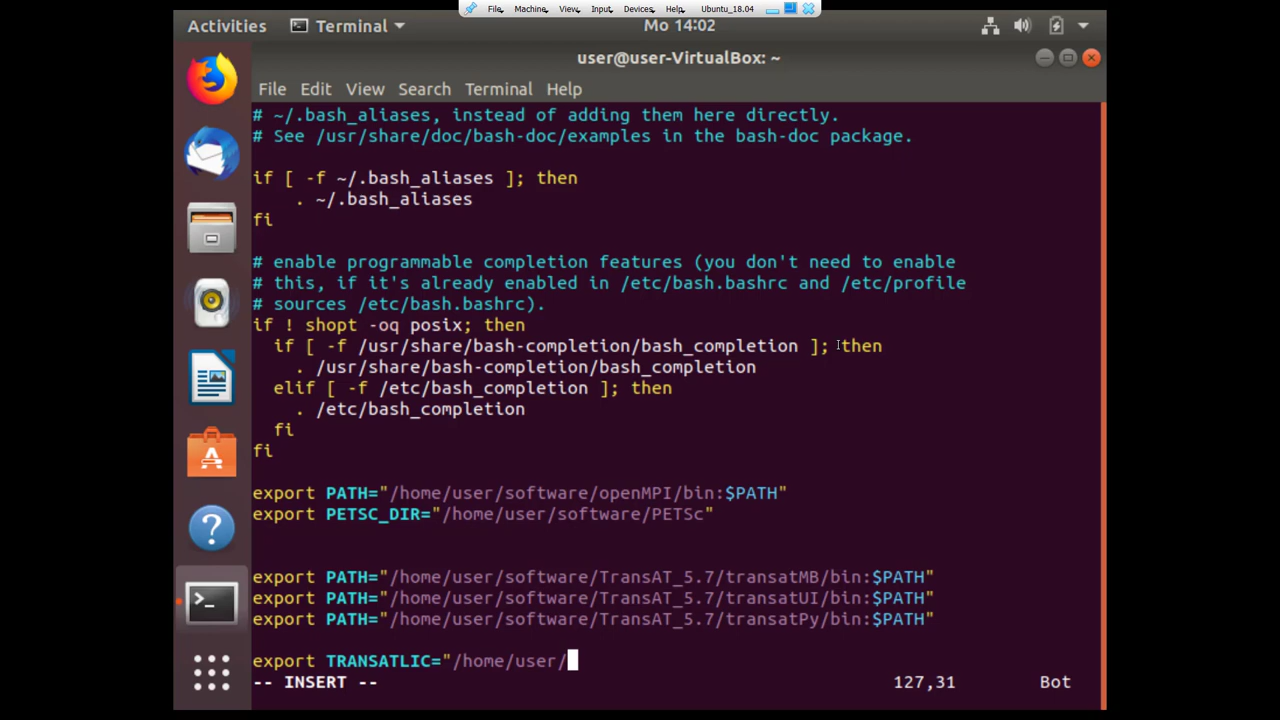 File Machine View Input Devices Help Ubuntu_18.04
Activities Terminal Mo 14:02
user@user-VirtualBox: ~
File Edit View Search Terminal Help
# ~/.bash_aliases, instead of adding them here directly.
# See /usr/share/doc/bash-doc/examples in the bash-doc package.
if [ -f ~/.bash_aliases ]; then
    . ~/.bash_aliases
fi
# enable programmable completion features (you don't need to enable
# this, if it's already enabled in /etc/bash.bashrc and /etc/profile
# sources /etc/bash.bashrc).
if ! shopt -oq posix; then
  if [ -f /usr/share/bash-completion/bash_completion ]; then
    . /usr/share/bash-completion/bash_completion
  elif [ -f /etc/bash_completion ]; then
    . /etc/bash_completion
  fi
fi
export PATH="/home/user/software/openMPI/bin:$PATH"
export PETSC_DIR="/home/user/software/PETSc"
export PATH="/home/user/software/TransAT_5.7/transatMB/bin:$PATH"
export PATH="/home/user/software/TransAT_5.7/transatUI/bin:$PATH"
export PATH="/home/user/software/TransAT_5.7/transatPy/bin:$PATH"
export TRANSATLIC="/home/user/
-- INSERT -- 127,31 Bot